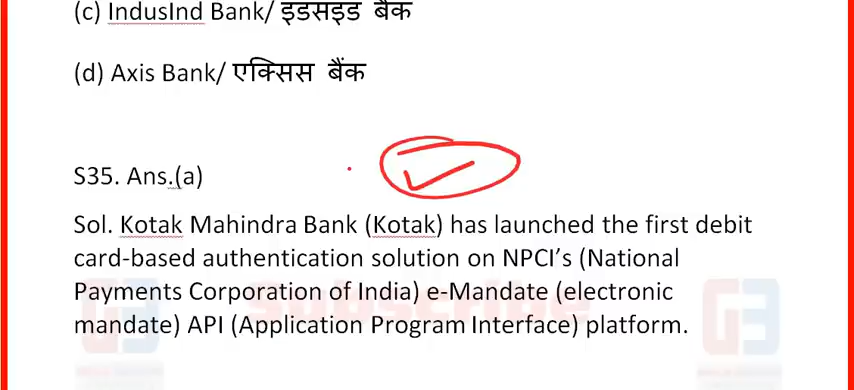 (c) IndusInd Bank/ इंडसइंड बैंक
(d) Axis Bank/ एक्सिस बैंक
S35. Ans.(a)
Sol. Kotak Mahindra Bank (Kotak) has launched the first debit
card-based authentication solution on NPCI’s (National
Payments Corporation of India) e-Mandate (electronic
mandate) API (Application Program Interface) platform.
Subscribe